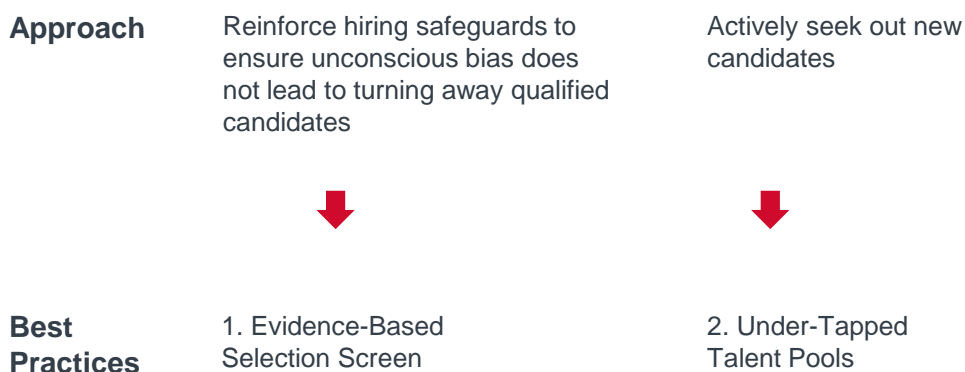 Approach
Reinforce hiring safeguards to
ensure unconscious bias does
not lead to turning away qualified
candidates
Actively seek out new
candidates
Best
Practices
1. Evidence-Based
Selection Screen
2. Under-Tapped
Talent Pools